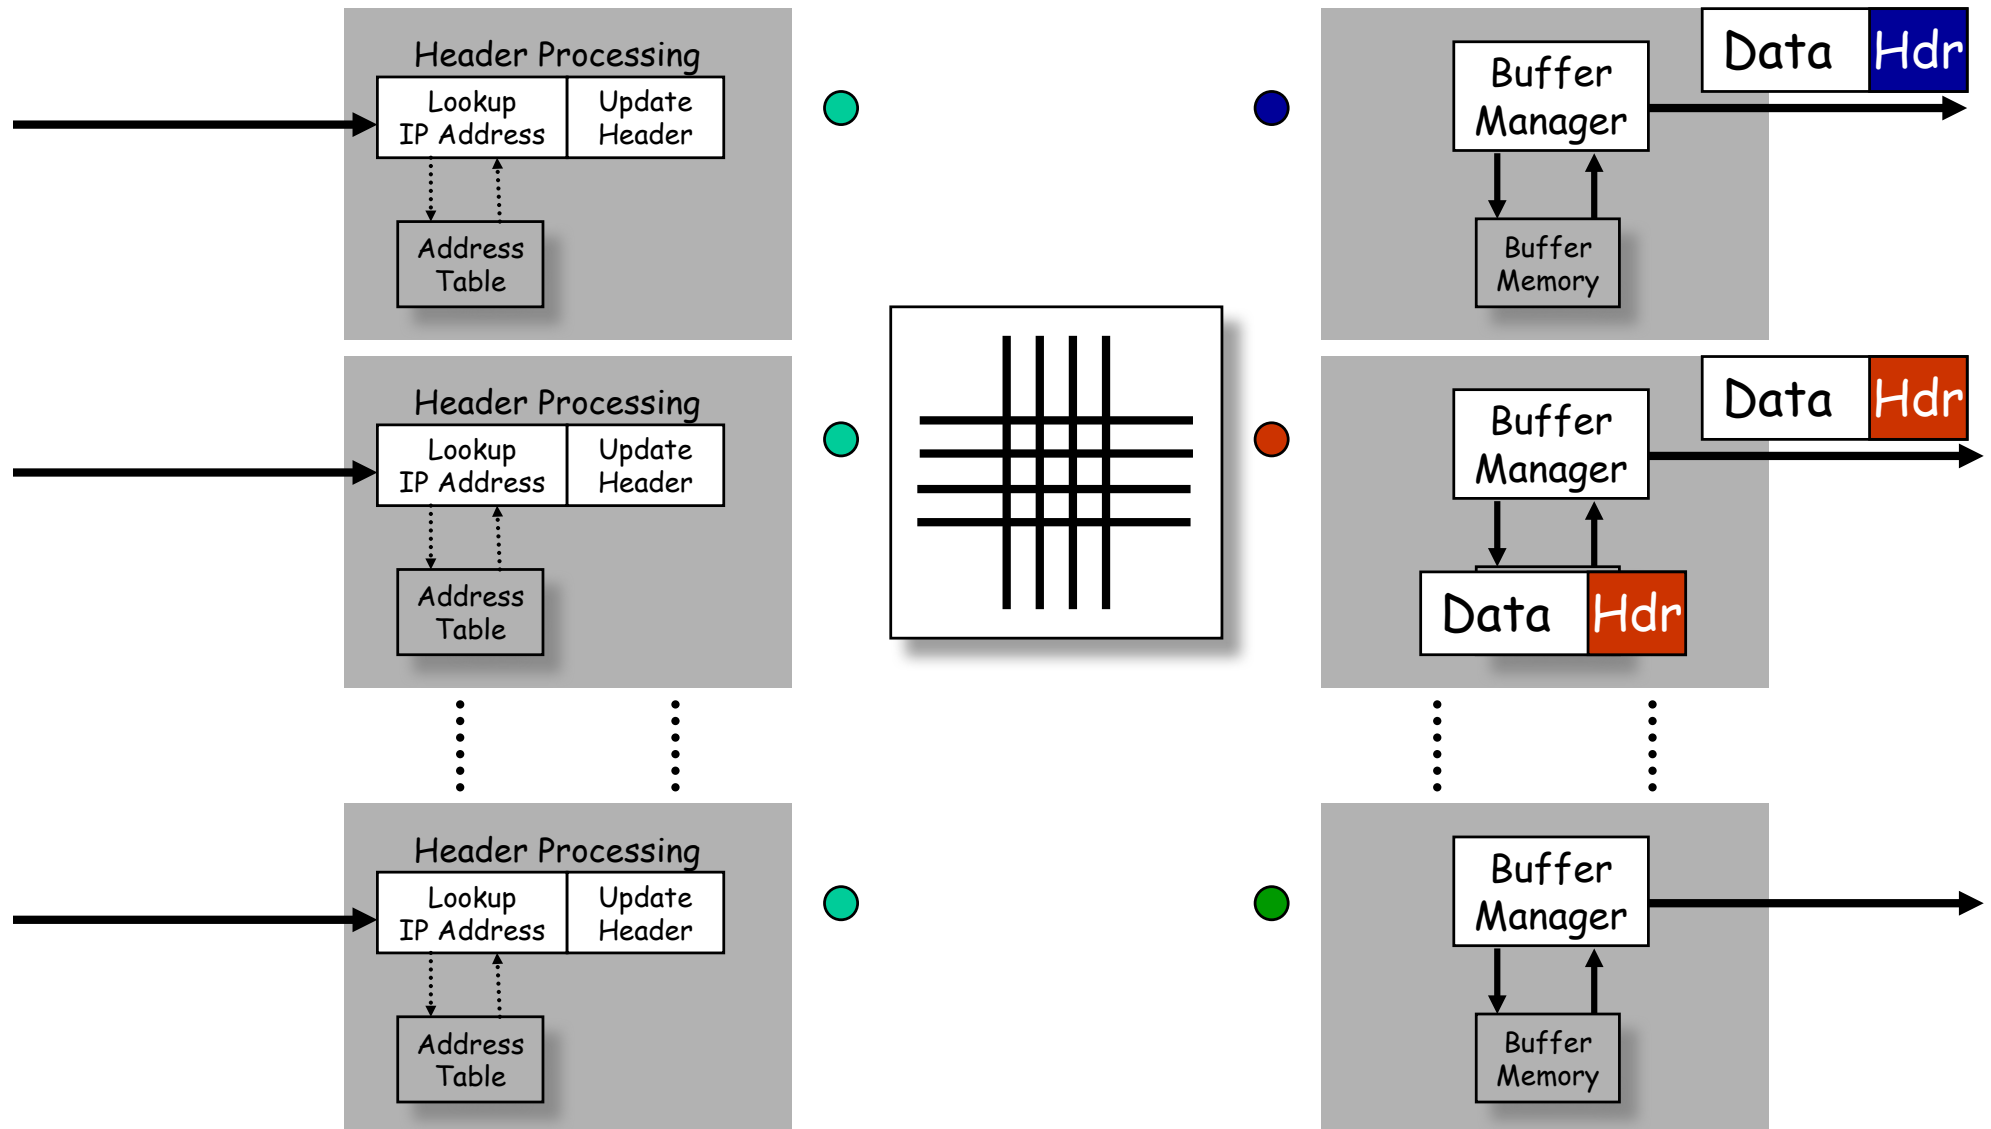 Header Processing
Lookup
IP Address
Update
Header
Address
Table
Buffer
Manager
Buffer
Memory
Data Hdr
Header Processing
Lookup
IP Address
Update
Header
Address
Table
Buffer
Manager
Data Hdr
Data Hdr
Header Processing
Lookup
IP Address
Update
Header
Address
Table
Buffer
Manager
Buffer
Memory